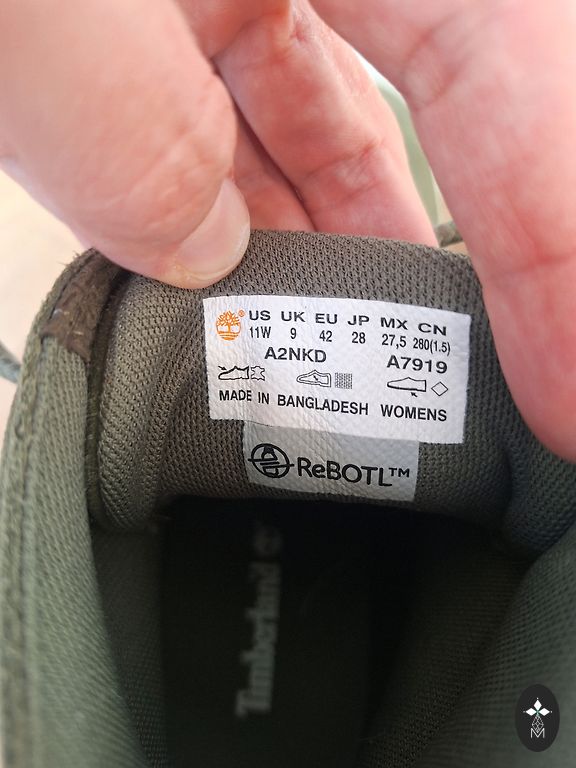 US UK EU JP MX CN
11W 9 42 28 27,5 280(1.5)
A2NKD A7919
MADE IN BANGLADESH WOMENS
ReBOTL™
Timberland
M